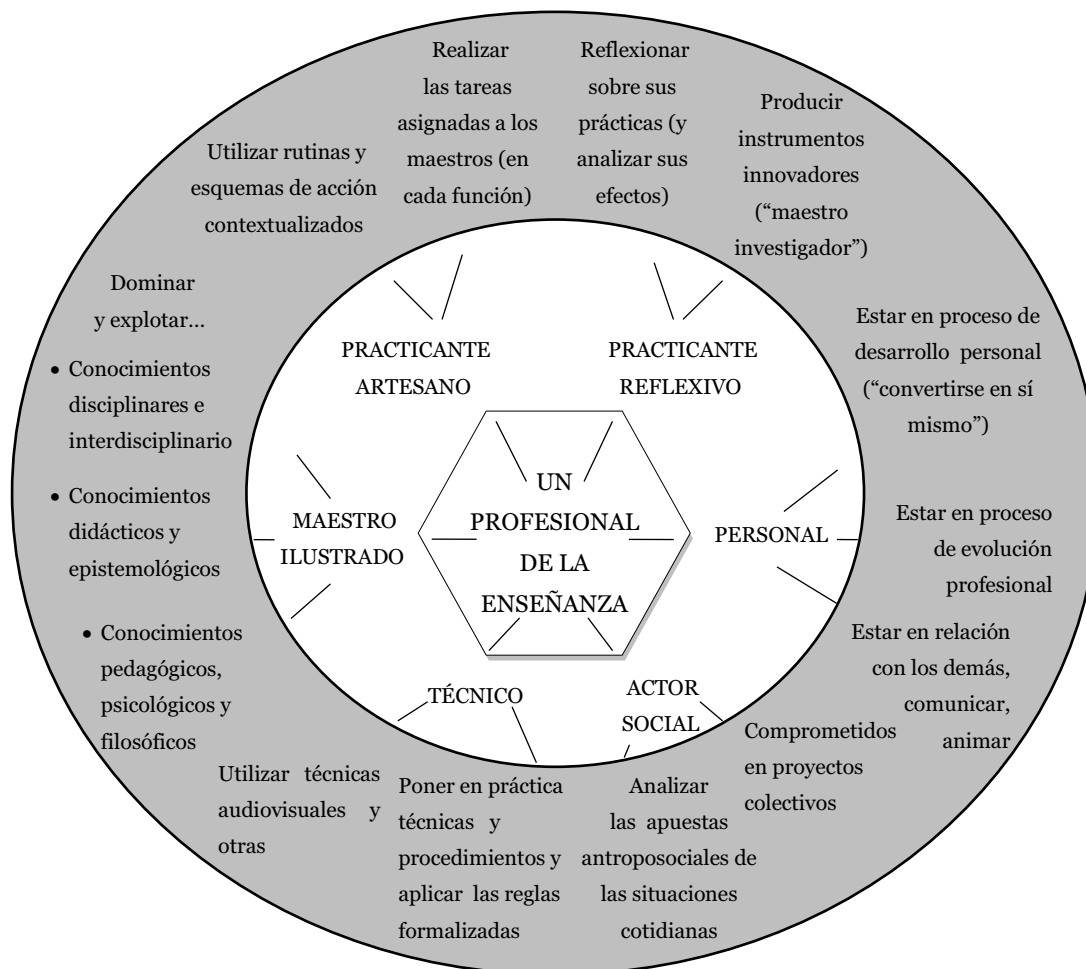 Realizar
las tareas
asignadas a los
maestros (en
cada función)
Reflexionar
sobre sus
prácticas (y
analizar sus
efectos)
Producir
instrumentos
innovadores
(“maestro
investigador”)
Utilizar rutinas y
esquemas de acción
contextualizados
Dominar
y explotar...
• Conocimientos
disciplinares e
interdisciplinario
• Conocimientos
didácticos y
epistemológicos
• Conocimientos
pedagógicos,
psicológicos y
filosóficos
Estar en proceso de
desarrollo personal
(“convertirse en sí
mismo”)
Estar en proceso
de evolución
profesional
Estar en relación
con los demás,
comunicar,
animar
PRACTICANTE
ARTESANO
PRACTICANTE
REFLEXIVO
MAESTRO
ILUSTRADO
UN
PROFESIONAL
DE LA
ENSEÑANZA
PERSONAL
TÉCNICO
ACTOR
SOCIAL
Utilizar técnicas
audiovisuales y
otras
Poner en práctica
técnicas y
procedimientos y
aplicar las reglas
formalizadas
Analizar
las apuestas
antroposociales de
las situaciones
cotidianas
Comprometidos
en proyectos
colectivos